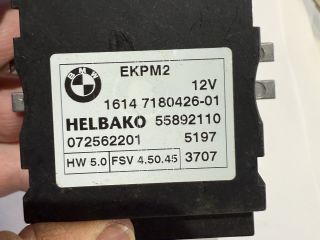 BMW
EKPM2
12V
1614 7180426-01
HELBAKO 55892110
072562201 5197
HW 5.0 FSV 4.50.45 3707